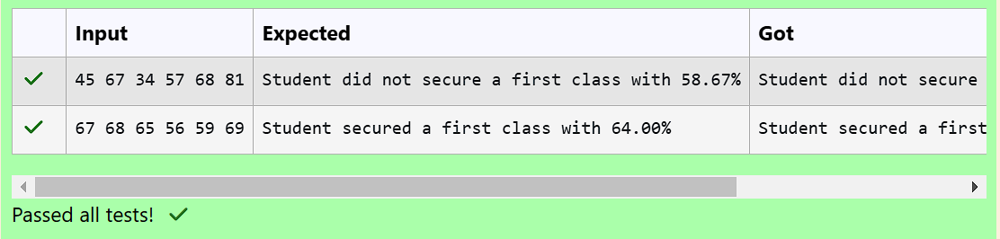 Input Expected Got
45 67 34 57 68 81 Student did not secure a first class with 58.67% Student did not secure
67 68 65 56 59 69 Student secured a first class with 64.00% Student secured a first
Passed all tests!